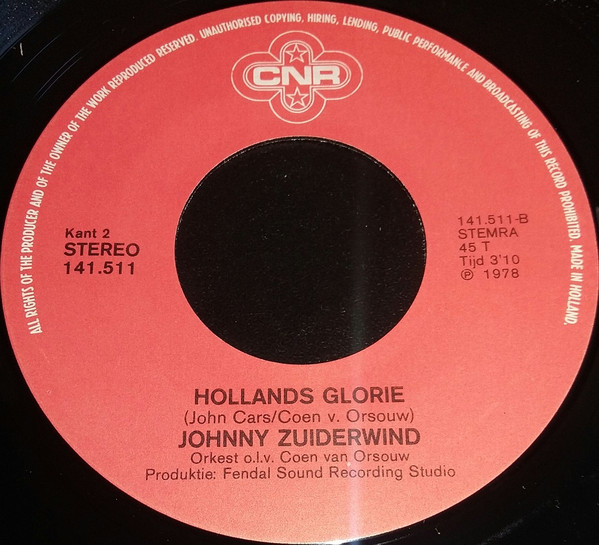 ALL RIGHTS OF THE PRODUCER AND OF THE OWNER OF THE WORK REPRODUCED RESERVED. UNAUTHORISED COPYING, HIRING, LENDING, PUBLIC PERFORMANCE AND BROADCASTING OF THIS RECORD PROHIBITED. MADE IN HOLLAND.
CNR
Kant 2
STEREO
141.511
141.511-B
STEMRA
45 T
Tijd 3'10
℗ 1978
HOLLANDS GLORIE
(John Cars/Coen v. Orsouw)
JOHNNY ZUIDERWIND
Orkest o.l.v. Coen van Orsouw
Produktie: Fendal Sound Recording Studio